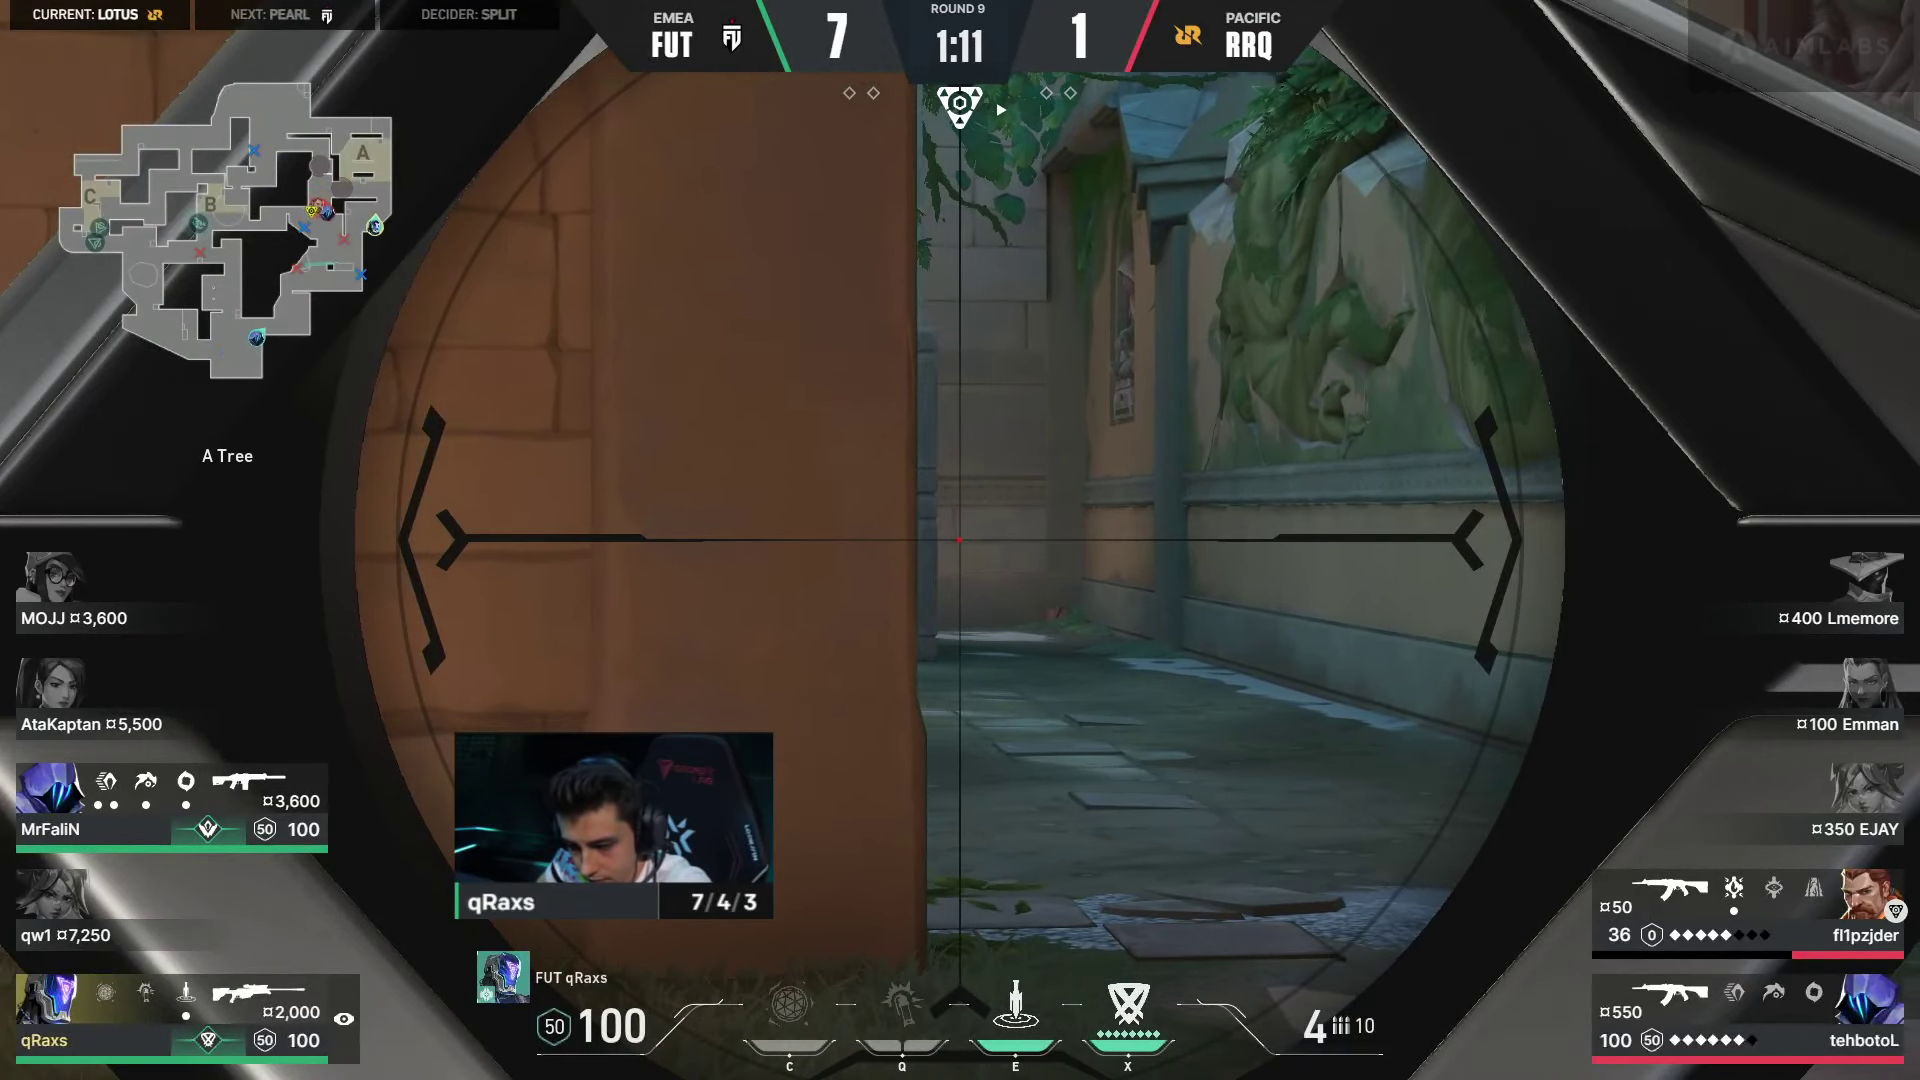 CURRENT: LOTUS
NEXT: PEARL
DECIDER: SPLIT
EMEA
FUT
7
ROUND 9
1:11
1
PACIFIC
RRQ
AIMLABS
A
B
C
A Tree
MOJJ ¤3,600
AtaKaptan ¤5,500
¤3,600
MrFaliN
50 100
qw1 ¤7,250
¤2,000
qRaxs
50 100
qRaxs 7/4/3
FUT qRaxs
50 100
C
Q
E
X
4 10
¤400 Lmemore
¤100 Emman
¤350 EJAY
¤50
36 0
fl1pzjder
¤550
100 50
tehbotoL